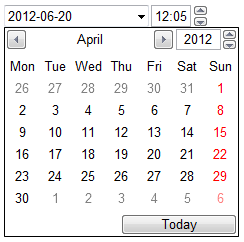 2012-06-20 12:05
April 2012
Mon Tue Wed Thu Fri Sat Sun
26 27 28 29 30 31 1
2 3 4 5 6 7 8
9 10 11 12 13 14 15
16 17 18 19 20 21 22
23 24 25 26 27 28 29
30 1 2 3 4 5 6
Today